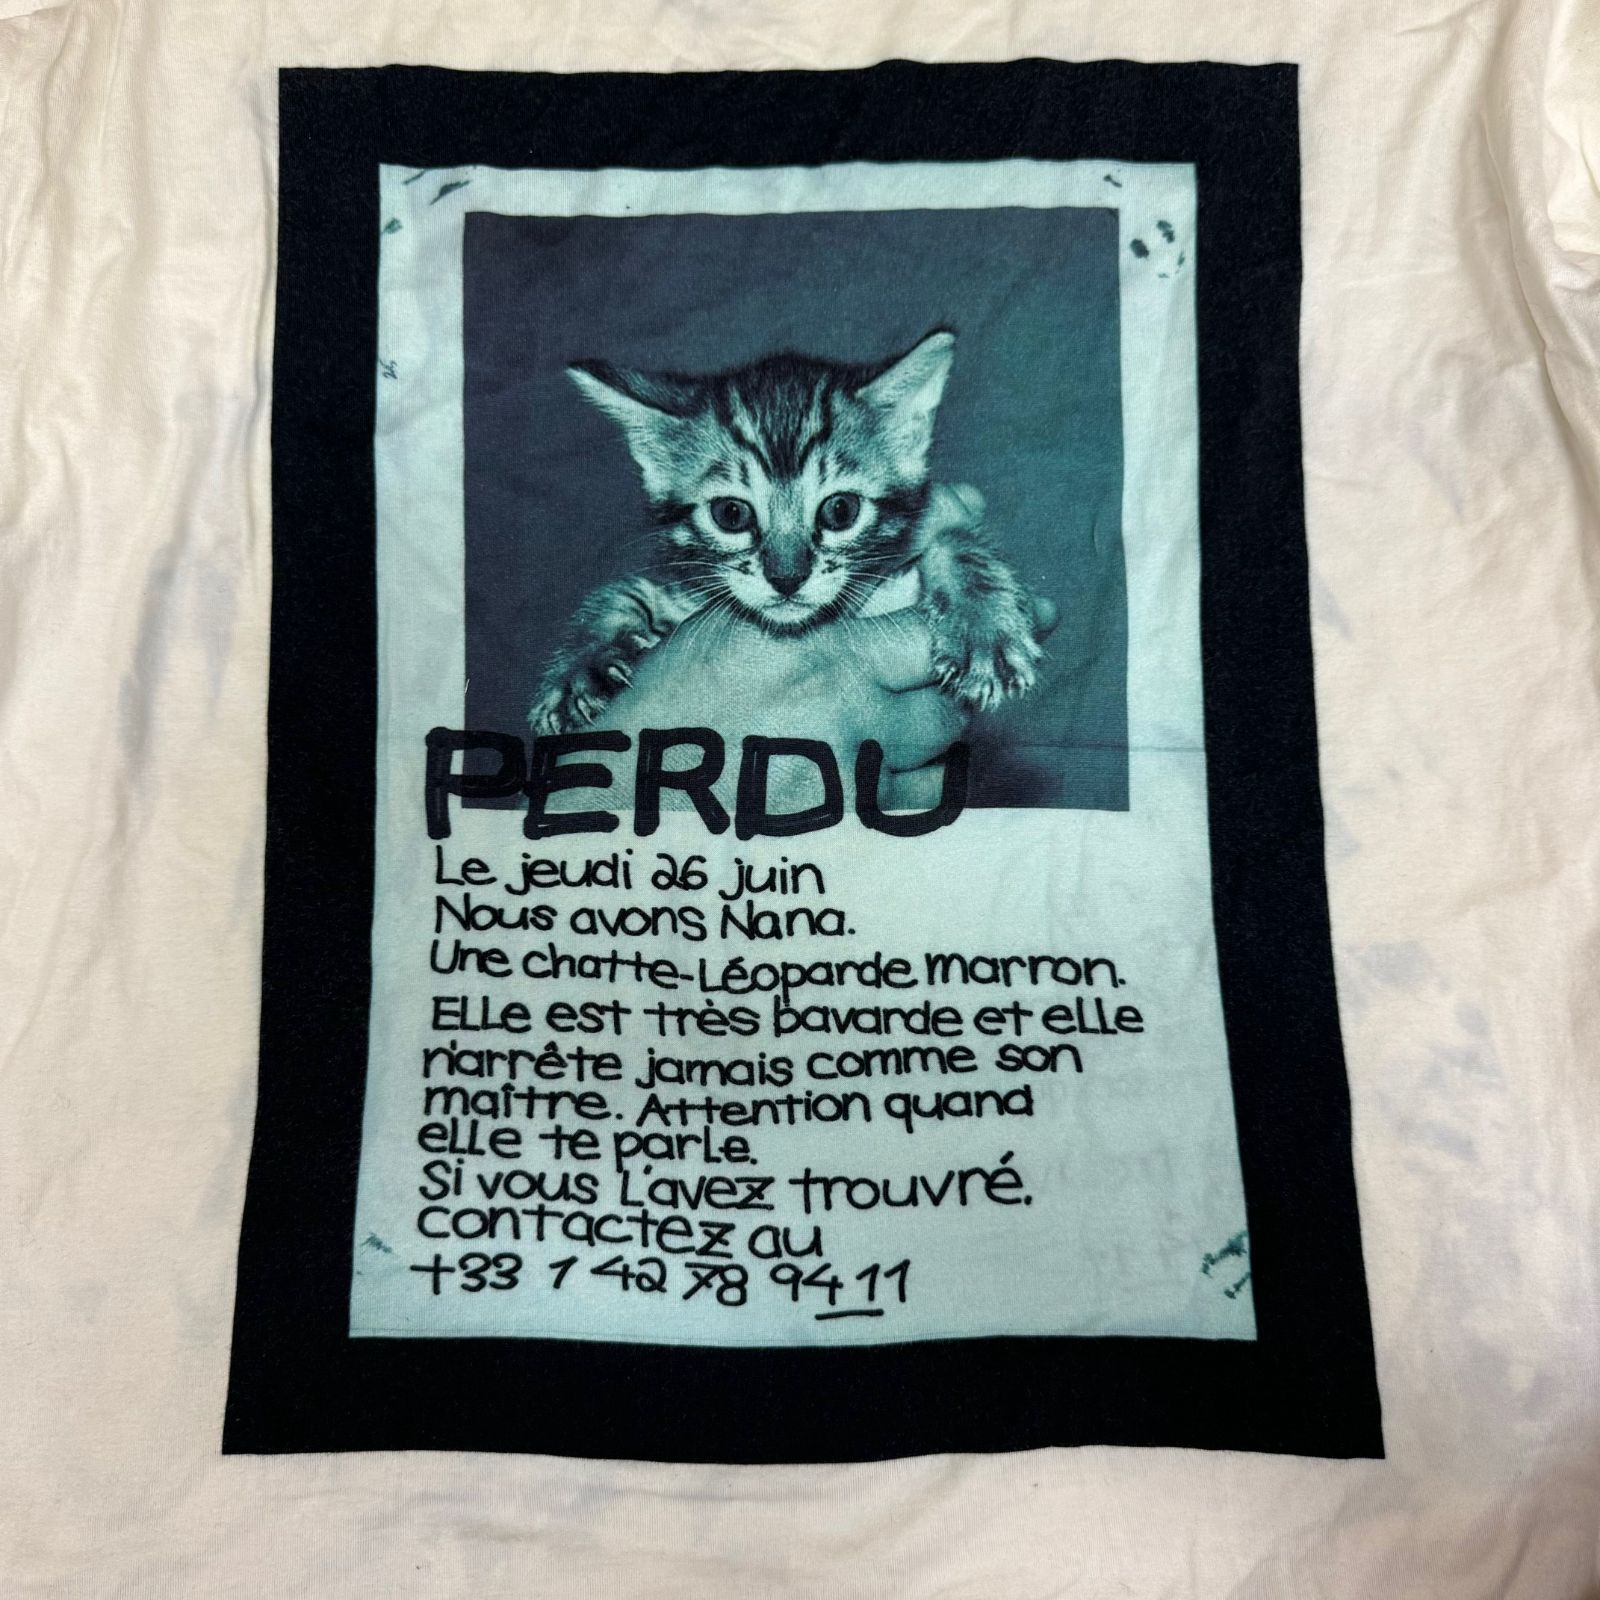 PERDU
Le jeudi 26 juin
Nous avons Nana.
Une chatte-Léoparde marron.
ELLe est très bavarde et eLLe
n'arrête jamais comme son
maître. Attention quand
eLLe te parLe.
Si vous L'avez trouvré.
contactez au
+33 1 42 78 94 11